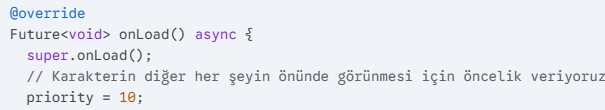 @override
Future<void> onLoad() async {
super.onLoad();
// Karakterin diğer her şeyin önünde görünmesi için öncelik veriyoruz
priority = 10;